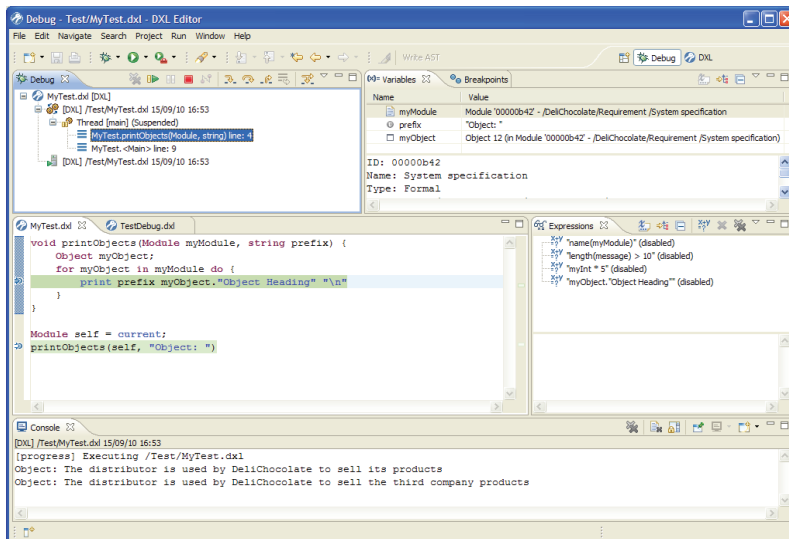 Debug - Test/MyTest.dxl - DXL Editor
File Edit Navigate Search Project Run Window Help
Write AST
Debug
DXL
Debug
MyTest.dxl [DXL]
[DXL] /Test/MyTest.dxl 15/09/10 16:53
Thread [main] (Suspended)
MyTest.printObjects(Module, string) line: 4
MyTest.<Main> line: 9
[DXL] /Test/MyTest.dxl 15/09/10 16:53
(x)= Variables
Breakpoints
Name Value
myModule Module '00000b42' - /DeliChocolate/Requirement /System specification
prefix "Object: "
myObject Object 12 (in Module '00000b42' - /DeliChocolate/Requirement /System specification)
ID: 00000b42
Name: System specification
Type: Formal
MyTest.dxl
TestDebug.dxl
void printObjects(Module myModule, string prefix) {
Object myObject;
for myObject in myModule do {
print prefix myObject."Object Heading" "\n"
}
}
Module self = current;
printObjects(self, "Object: ")
Expressions
"name(myModule)" (disabled)
"length(message) > 10" (disabled)
"myInt * 5" (disabled)
"myObject."Object Heading"" (disabled)
Console
[DXL] /Test/MyTest.dxl 15/09/10 16:53
[progress] Executing /Test/MyTest.dxl
Object: The distributor is used by DeliChocolate to sell its products
Object: The distributor is used by DeliChocolate to sell the third company products